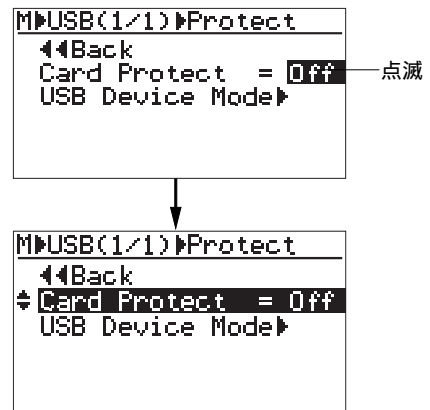 M▶USB(1/1)▶Protect
◀◀Back
Card Protect = Off
点滅
USB Device Mode▶
M▶USB(1/1)▶Protect
◀◀Back
Card Protect = Off
USB Device Mode▶